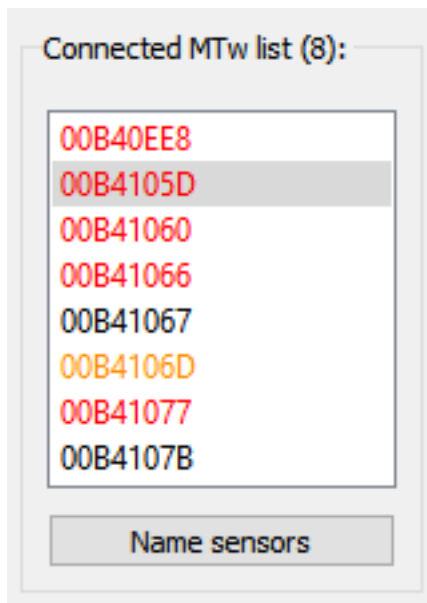 Connected MTw list (8):
00B40EE8
00B4105D
00B41060
00B41066
00B41067
00B4106D
00B41077
00B4107B
Name sensors